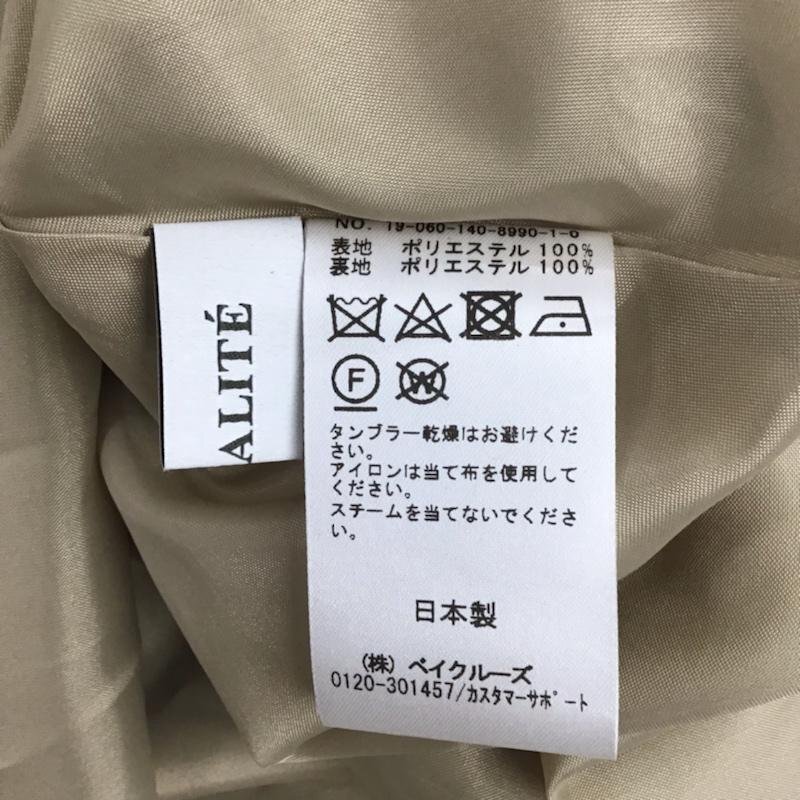 ALITÉ
NO. 19-060-140-8990-1-6
表地 ポリエステル 100%
裏地 ポリエステル 100%
F W
タンブラー乾燥はお避けくだ
さい。
アイロンは当て布を使用して
ください。
スチームを当てないでくださ
い。
日本製
(株) ベイクルーズ
0120-301457/カスタマーサポート